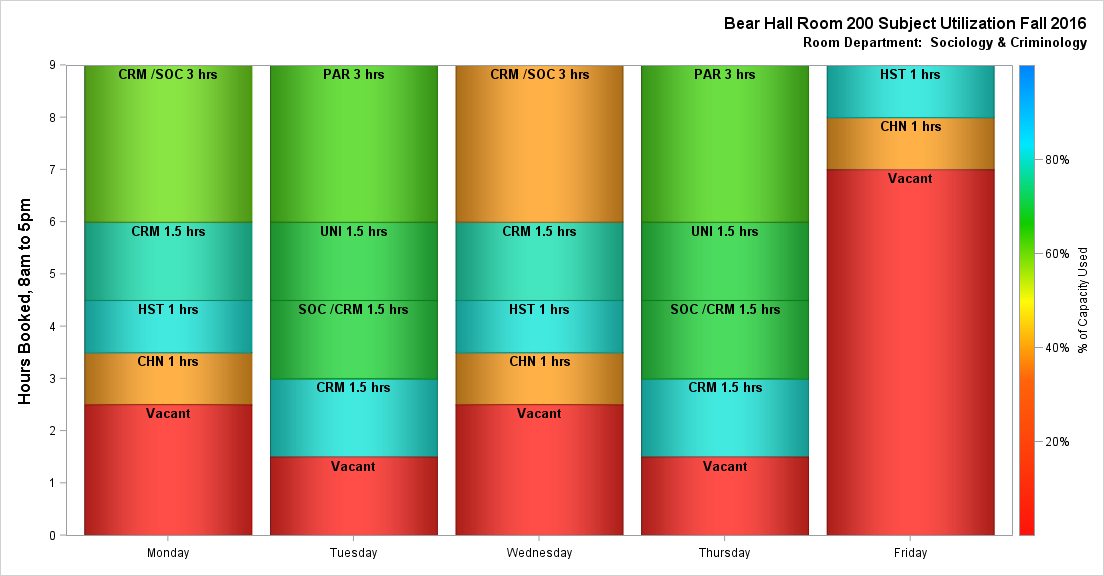 Bear Hall Room 200 Subject Utilization Fall 2016
Room Department: Sociology & Criminology
Hours Booked, 8am to 5pm
9
8
7
6
5
4
3
2
1
0
CRM /SOC 3 hrs
CRM 1.5 hrs
HST 1 hrs
CHN 1 hrs
Vacant
Monday
PAR 3 hrs
UNI 1.5 hrs
SOC /CRM 1.5 hrs
CRM 1.5 hrs
Vacant
Tuesday
CRM /SOC 3 hrs
CRM 1.5 hrs
HST 1 hrs
CHN 1 hrs
Vacant
Wednesday
PAR 3 hrs
UNI 1.5 hrs
SOC /CRM 1.5 hrs
CRM 1.5 hrs
Vacant
Thursday
HST 1 hrs
CHN 1 hrs
Vacant
Friday
80%
60%
40%
20%
% of Capacity Used